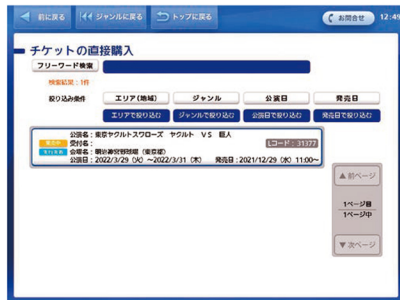 前に戻る ジャンルに戻る トップに戻る お問合せ 12:45
チケットの直接購入
フリーワード検索
検索結果：1件
絞り込み条件 エリア(地域) ジャンル 公演日 発売日
エリアで絞り込む ジャンルで絞り込む 公演日で絞り込む 発売日で絞り込む
公演名：東京ヤクルトスワローズ ヤクルト VS 巨人
発売中 受付名： Lコード：31377
会場名：明治神宮野球場（東京都）
公演日：2022/3/29（火）～2022/3/31（木） 発売日：2021/12/29（水）11:00～
▲前ページ
1ページ目
1ページ中
▼次ページ